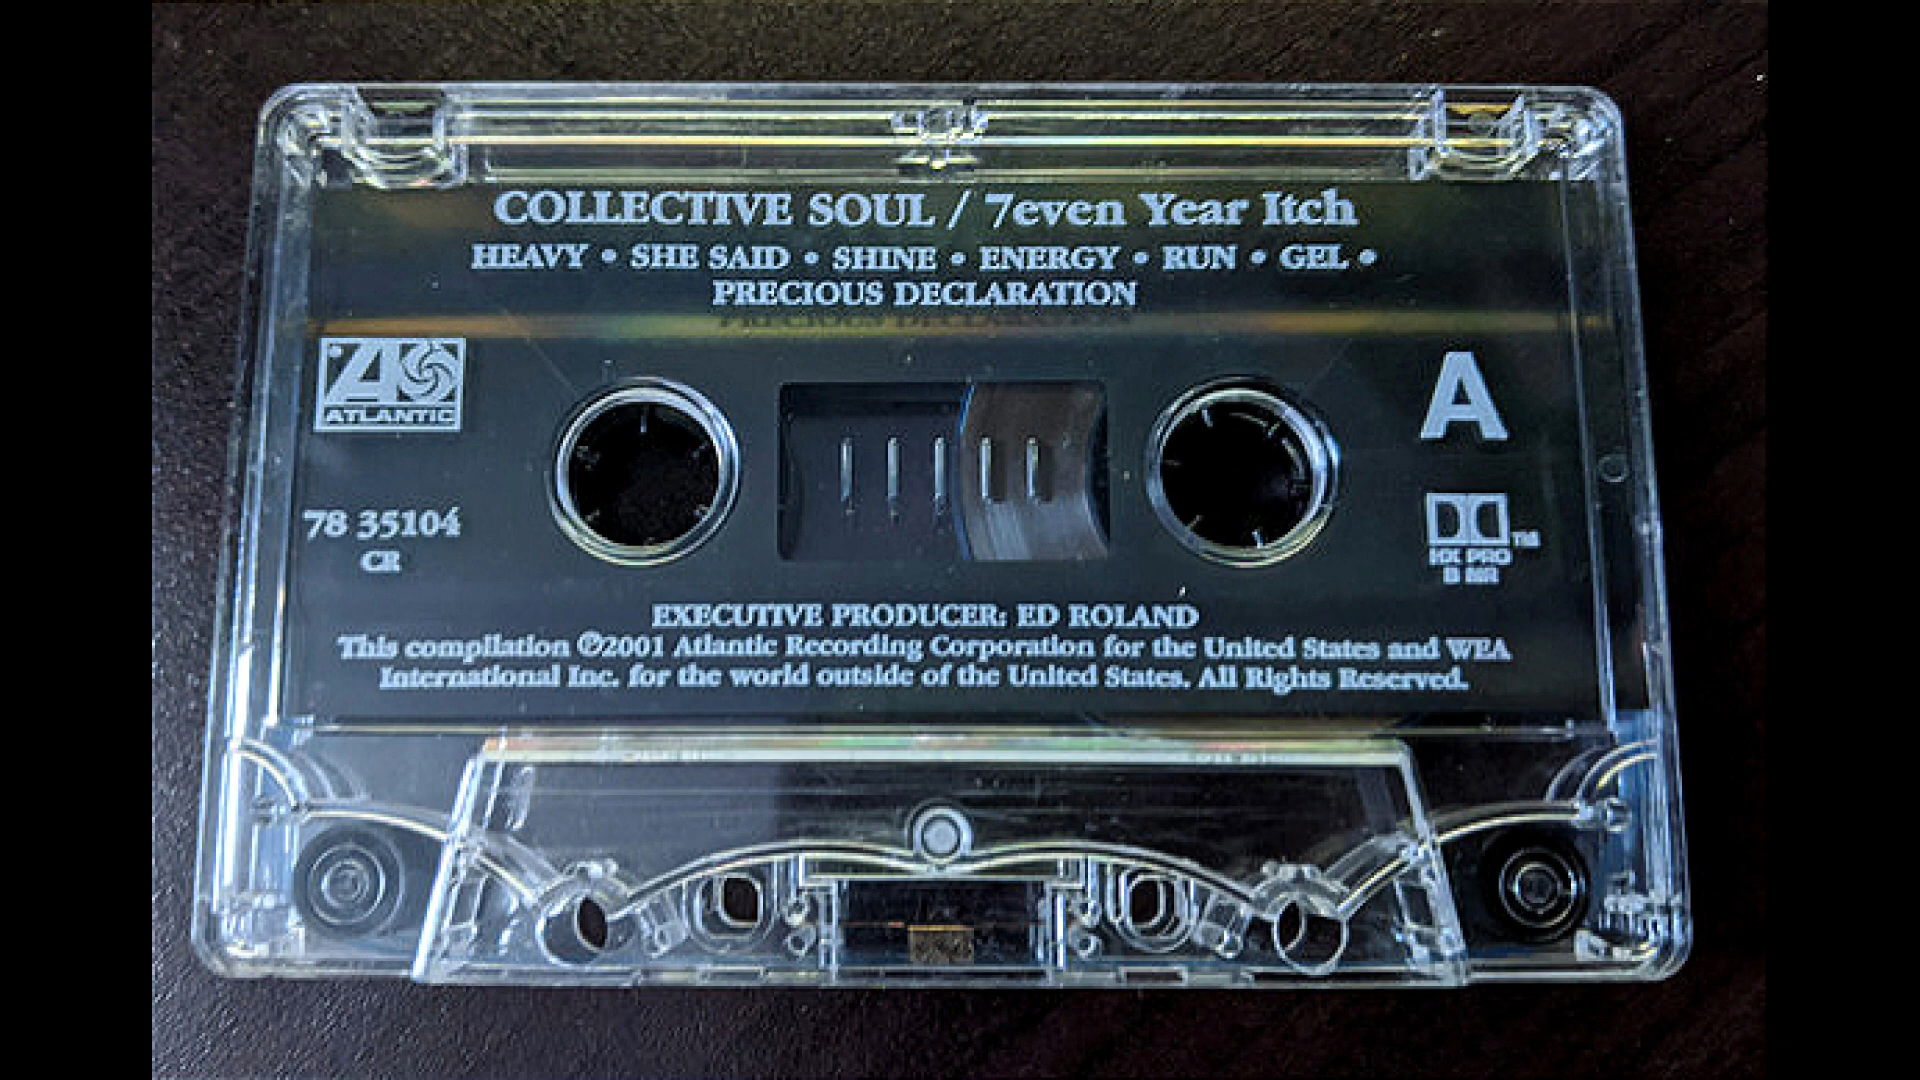 COLLECTIVE SOUL / 7even Year Itch
HEAVY • SHE SAID • SHINE • ENERGY • RUN • GEL •
PRECIOUS DECLARATION
ATLANTIC
A
78 35104
CR
HX PRO
B NR
TM
EXECUTIVE PRODUCER: ED ROLAND
This compilation ℗2001 Atlantic Recording Corporation for the United States and WEA
International Inc. for the world outside of the United States. All Rights Reserved.